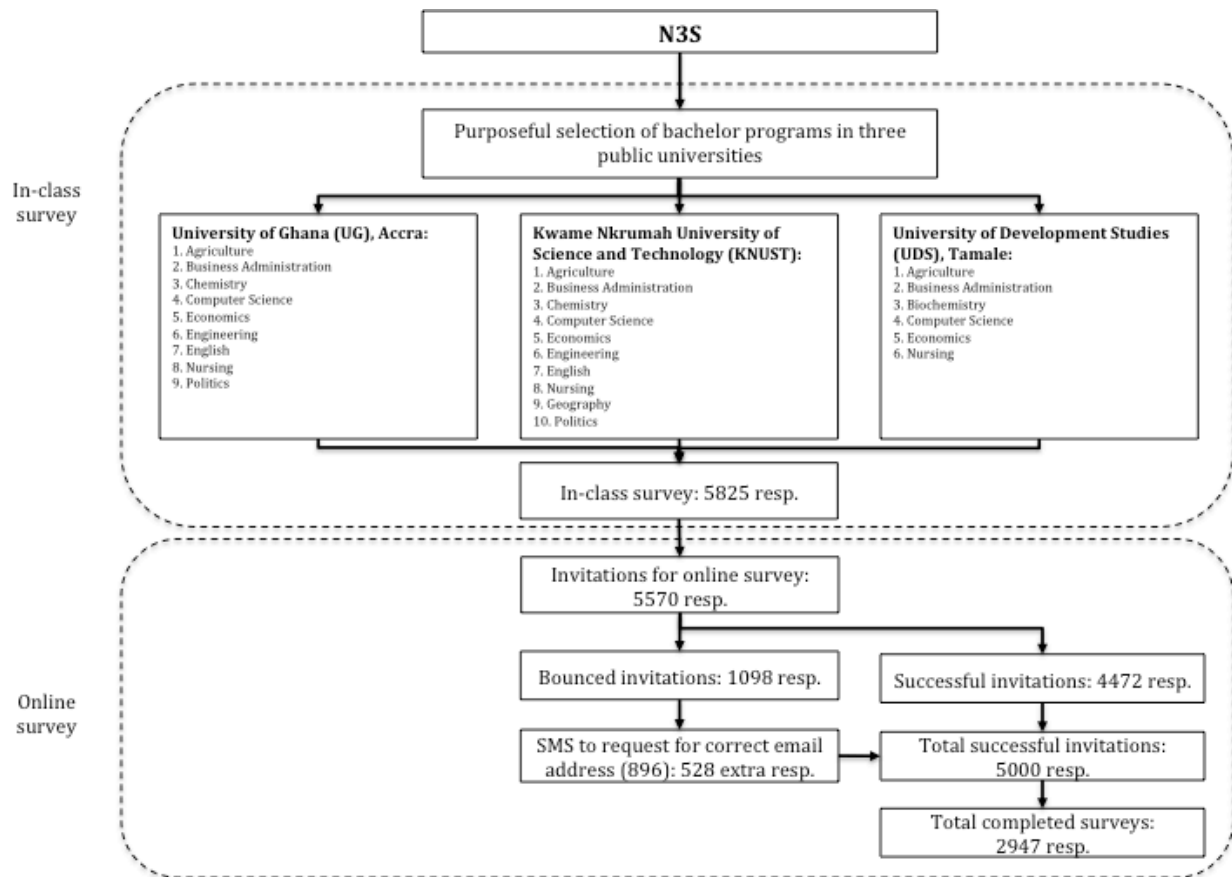 N3S
In-class
survey
Purposeful selection of bachelor programs in three
public universities
University of Ghana (UG), Accra:
1. Agriculture
2. Business Administration
3. Chemistry
4. Computer Science
5. Economics
6. Engineering
7. English
8. Nursing
9. Politics
Kwame Nkrumah University of
Science and Technology (KNUST):
1. Agriculture
2. Business Administration
3. Chemistry
4. Computer Science
5. Economics
6. Engineering
7. English
8. Nursing
9. Geography
10. Politics
University of Development Studies
(UDS), Tamale:
1. Agriculture
2. Business Administration
3. Biochemistry
4. Computer Science
5. Economics
6. Nursing
In-class survey: 5825 resp.
Online
survey
Invitations for online survey:
5570 resp.
Bounced invitations: 1098 resp.
Successful invitations: 4472 resp.
SMS to request for correct email
address (896): 528 extra resp.
Total successful invitations:
5000 resp.
Total completed surveys:
2947 resp.